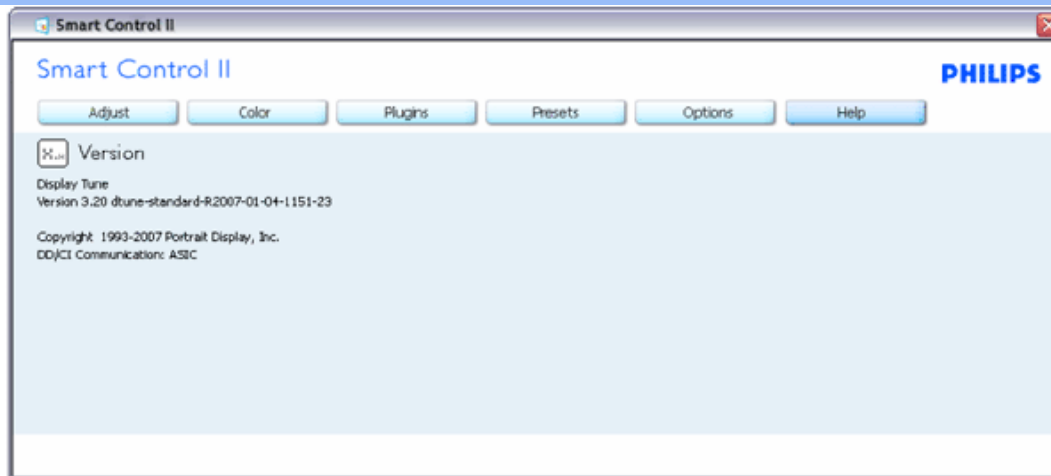 Smart Control II
Smart Control II
PHILIPS
Adjust Color Plugins Presets Options Help
Version
Display Tune
Version 3.20 dtune-standard-R2007-01-04-1151-23
Copyright 1993-2007 Portrait Display, Inc.
DD/CI Communication: ASIC